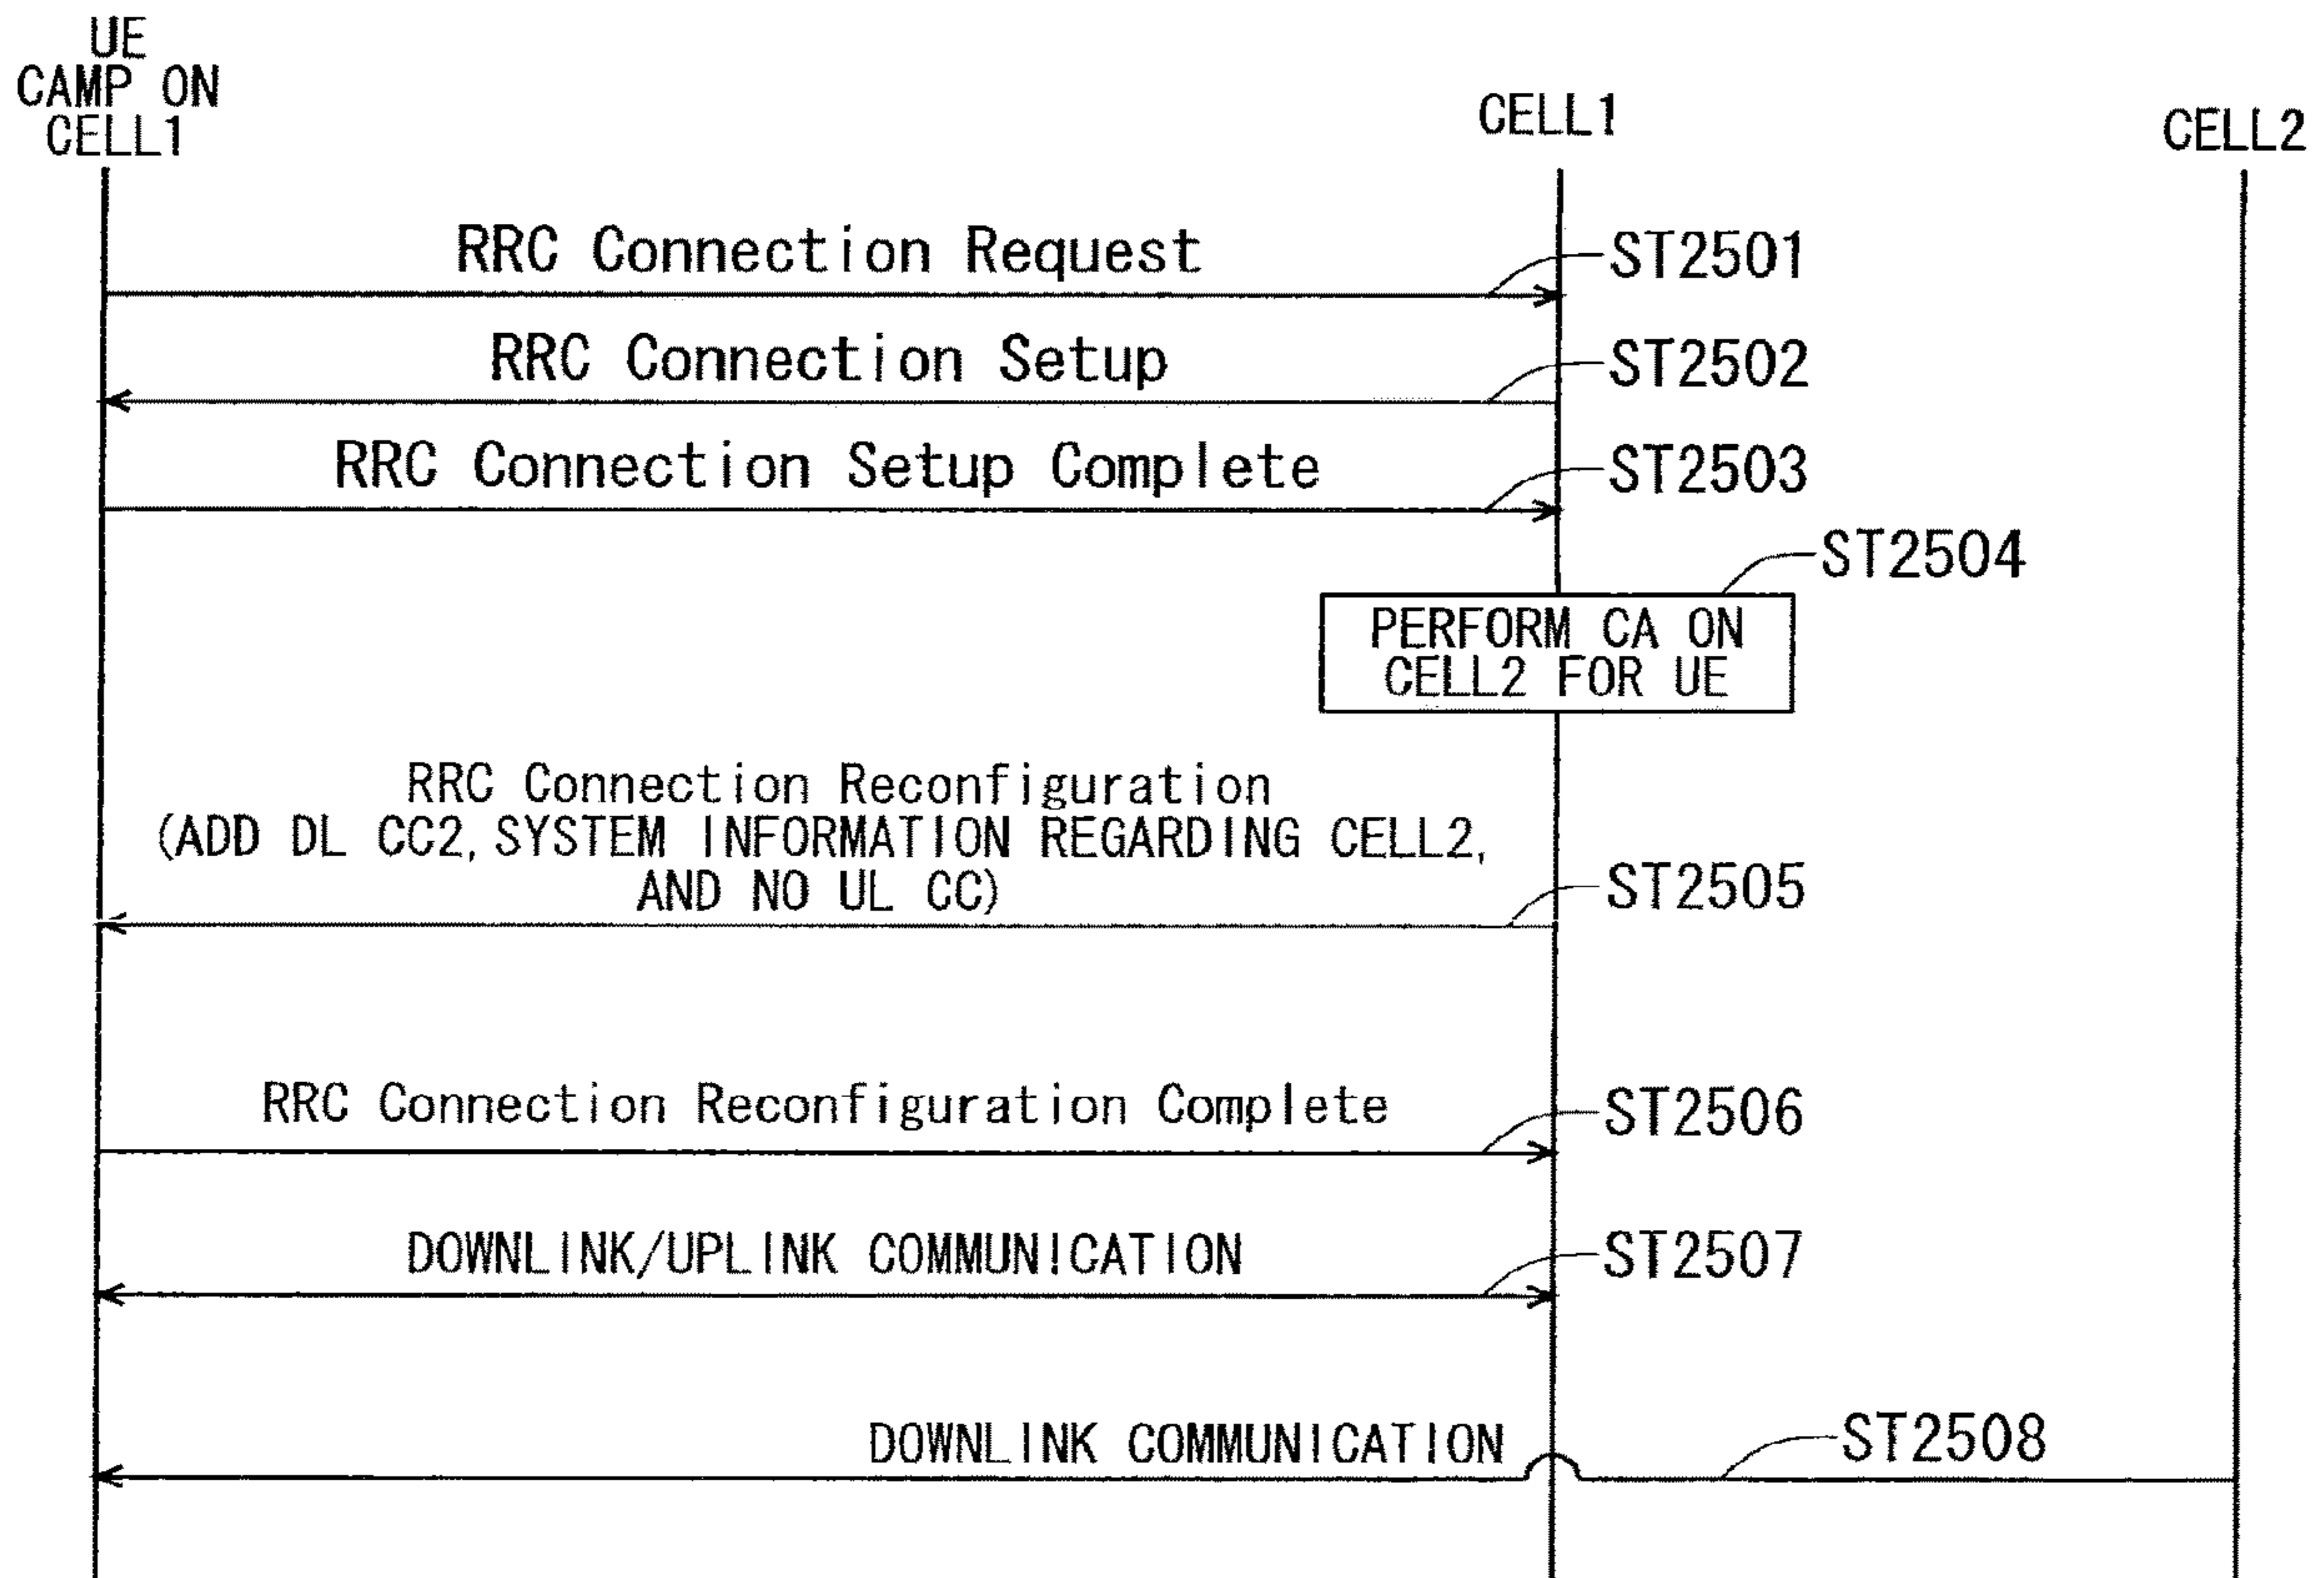 UE
CAMP ON
CELL1
CELL1
CELL2
RRC Connection Request
ST2501
RRC Connection Setup
ST2502
RRC Connection Setup Complete
ST2503
ST2504
PERFORM CA ON
CELL2 FOR UE
RRC Connection Reconfiguration
(ADD DL CC2, SYSTEM INFORMATION REGARDING CELL2,
AND NO UL CC)
ST2505
RRC Connection Reconfiguration Complete
ST2506
DOWNLINK/UPLINK COMMUNICATION
ST2507
DOWNLINK COMMUNICATION
ST2508